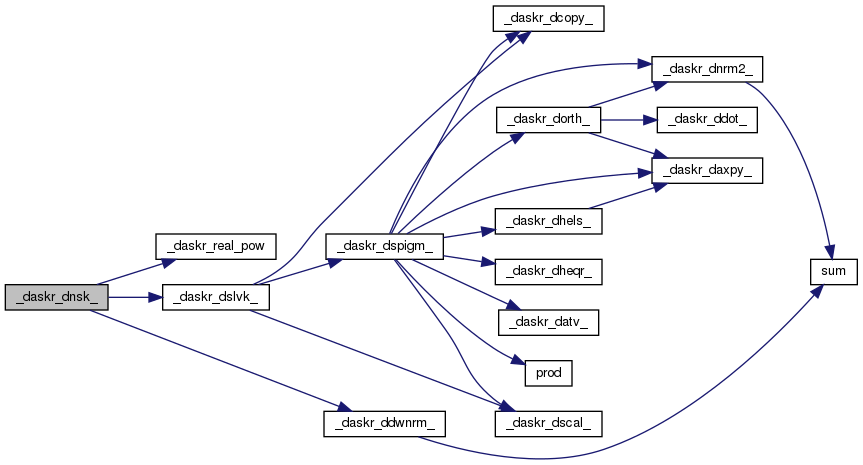 _daskr_dcopy_
_daskr_dnrm2_
_daskr_dorth_
_daskr_ddot_
_daskr_daxpy_
_daskr_dhels_
_daskr_real_pow
_daskr_dspigm_
_daskr_dheqr_
sum
_daskr_dnsk_
_daskr_dslvk_
_daskr_datv_
prod
_daskr_ddwnrm_
_daskr_dscal_